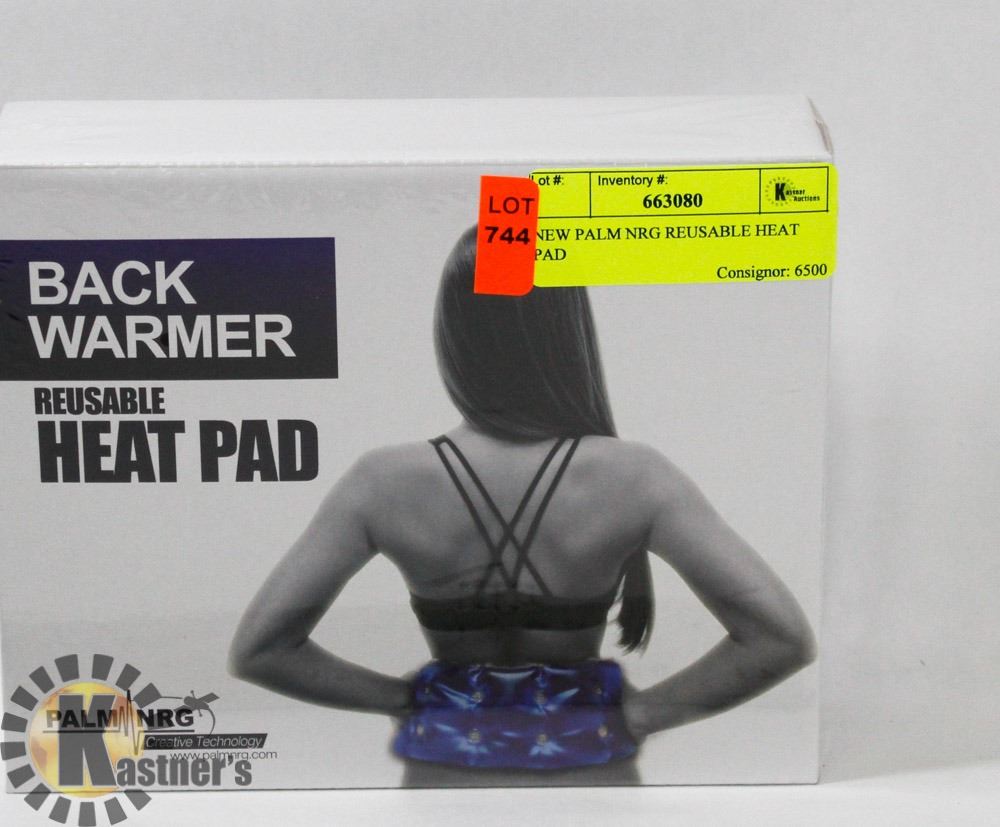 Lot #:
Inventory #:
663080
Kastner
Auctions
LOT
744
NEW PALM NRG REUSABLE HEAT
PAD
Consignor: 6500
BACK
WARMER
REUSABLE
HEAT PAD
PALM NRG
Creative Technology
www.palmnrg.com
Kastner's